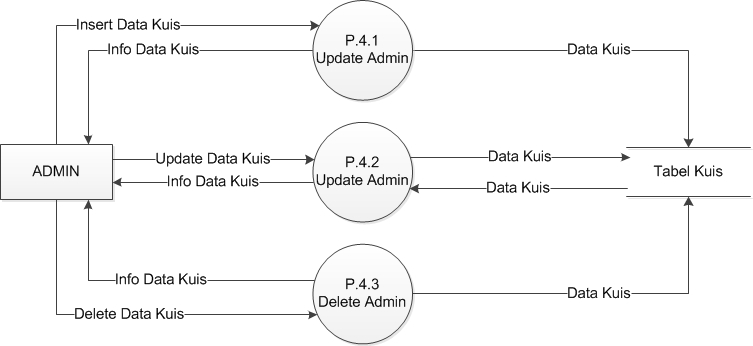 Insert Data Kuis
P.4.1
Update Admin
Info Data Kuis
Data Kuis
ADMIN
Update Data Kuis
P.4.2
Update Admin
Info Data Kuis
Data Kuis
Data Kuis
Tabel Kuis
Info Data Kuis
P.4.3
Delete Admin
Data Kuis
Delete Data Kuis